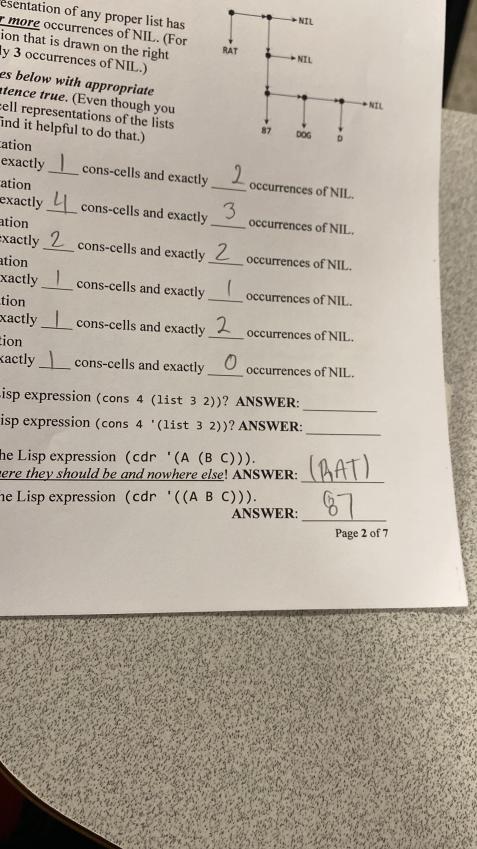 esentation of any proper list has
r more occurrences of NIL. (For
ion that is drawn on the right
ly 3 occurrences of NIL.)
es below with appropriate
ntence true. (Even though you
cell representations of the lists
ind it helpful to do that.)
NIL
RAT
NIL
NIL
87 DOG D
ation
exactly 1 cons-cells and exactly 2 occurrences of NIL.
ation
exactly 4 cons-cells and exactly 3 occurrences of NIL.
ation
xactly 2 cons-cells and exactly 2 occurrences of NIL.
ation
xactly 1 cons-cells and exactly 1 occurrences of NIL.
tion
xactly 1 cons-cells and exactly 2 occurrences of NIL.
tion
xactly 1 cons-cells and exactly 0 occurrences of NIL.
isp expression (cons 4 (list 3 2))? ANSWER:
isp expression (cons 4 '(list 3 2))? ANSWER:
he Lisp expression (cdr '(A (B C))).
ere they should be and nowhere else! ANSWER: (RAT)
he Lisp expression (cdr '((A B C))).
ANSWER: 87
Page 2 of 7